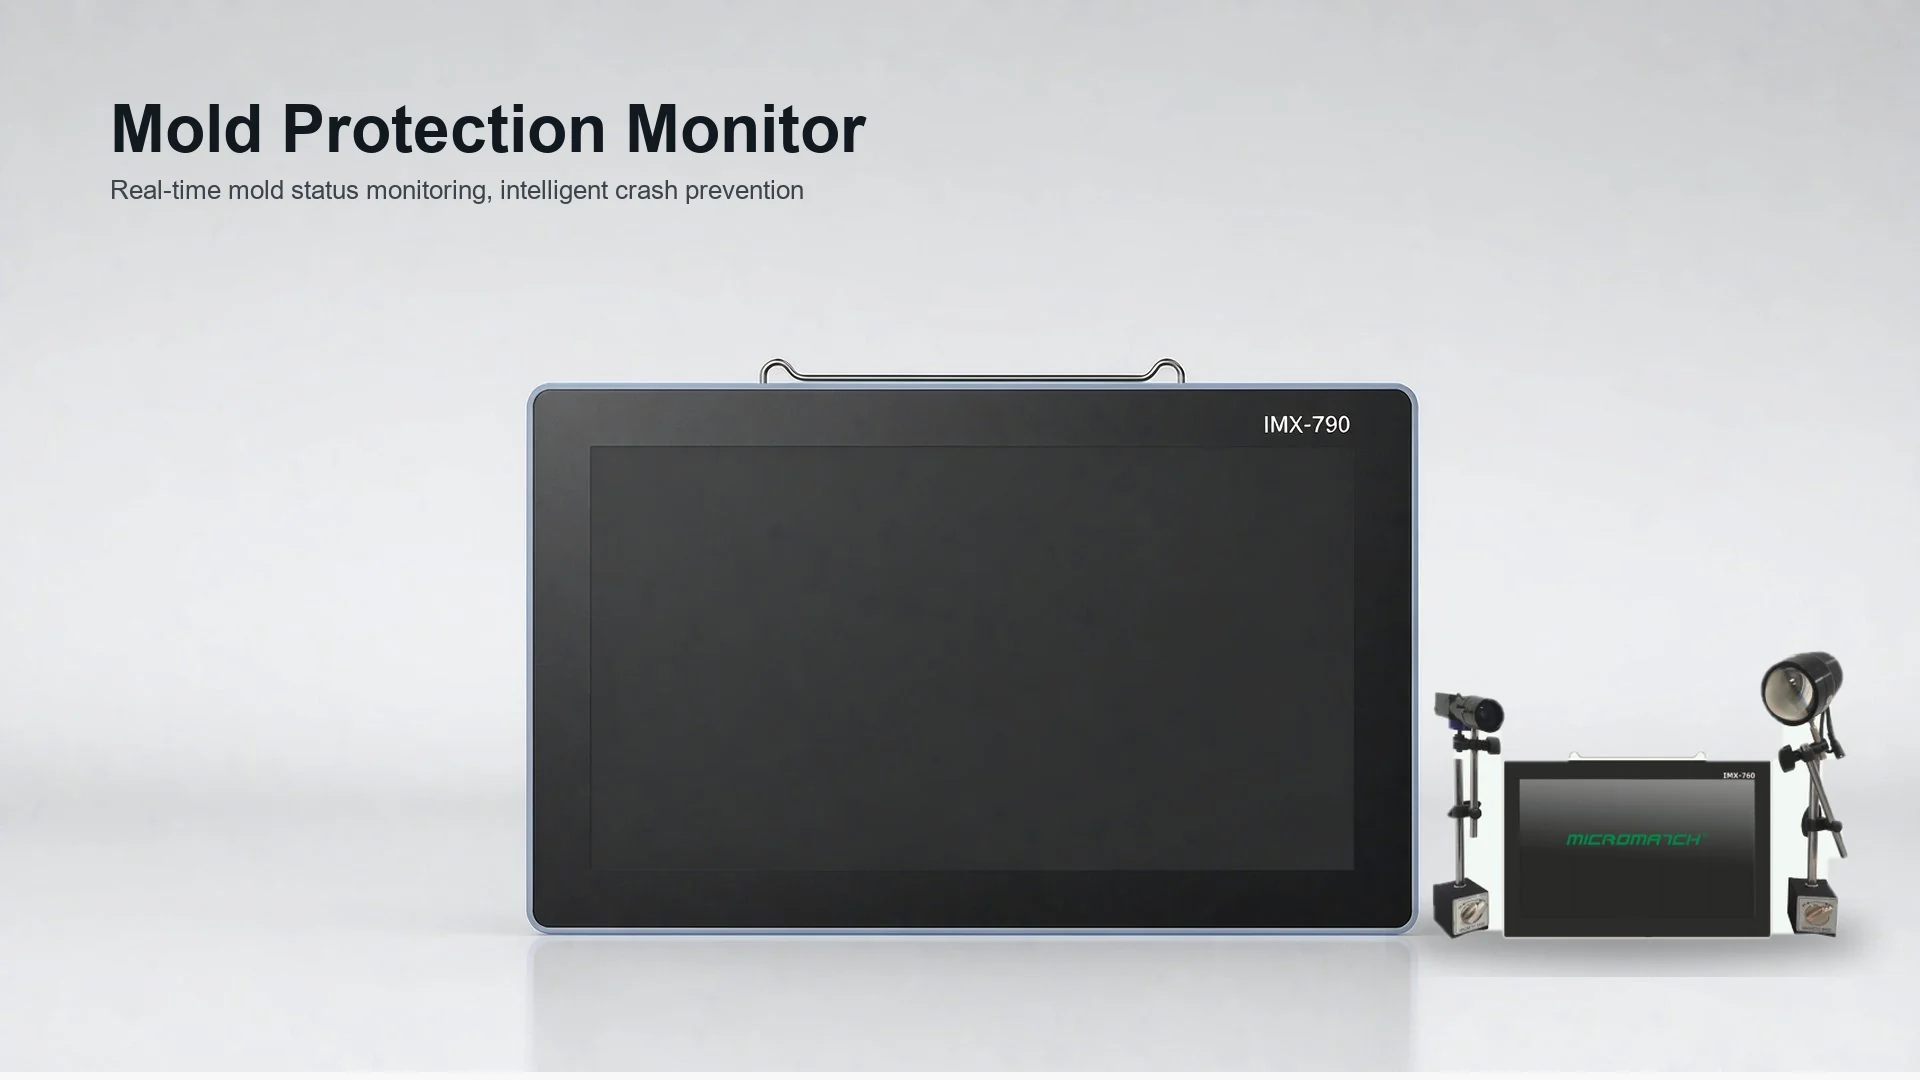 Mold Protection Monitor
Real-time mold status monitoring, intelligent crash prevention
IMX-790
IMX-760
MICROMATCH